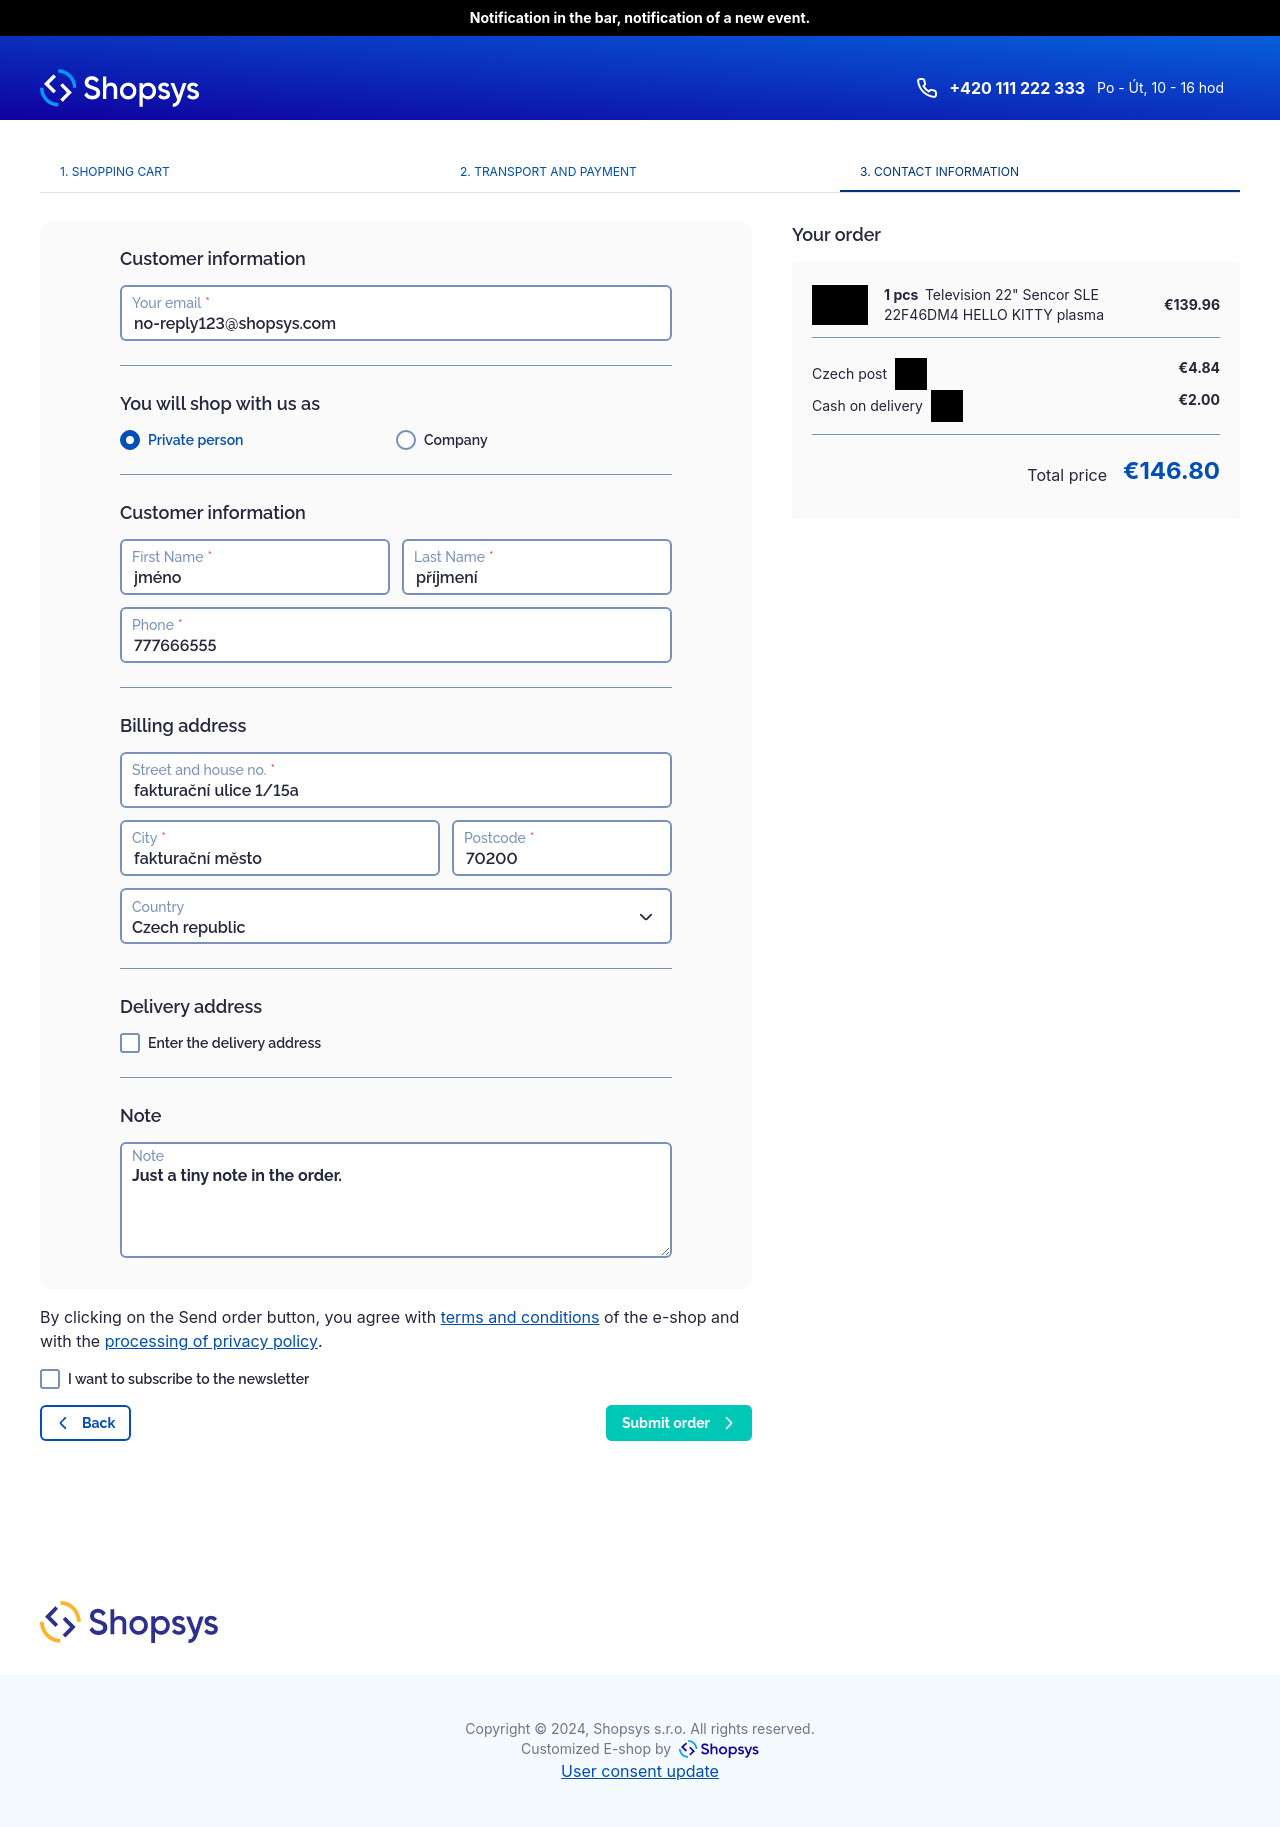 Notification in the bar, notification of a new event.
Shopsys
+420 111 222 333 Po - Út, 10 - 16 hod
1. SHOPPING CART
2. TRANSPORT AND PAYMENT
3. CONTACT INFORMATION
Customer information
Your email *
no-reply123@shopsys.com
You will shop with us as
Private person
Company
Customer information
First Name *
jméno
Last Name *
příjmení
Phone *
777666555
Billing address
Street and house no. *
fakturační ulice 1/15a
City *
fakturační město
Postcode *
70200
Country
Czech republic
Delivery address
Enter the delivery address
Note
Note
Just a tiny note in the order.
By clicking on the Send order button, you agree with terms and conditions of the e-shop and
with the processing of privacy policy.
I want to subscribe to the newsletter
Back
Submit order
Your order
1 pcs Television 22" Sencor SLE
22F46DM4 HELLO KITTY plasma
€139.96
Czech post
€4.84
Cash on delivery
€2.00
Total price €146.80
Shopsys
Copyright © 2024, Shopsys s.r.o. All rights reserved.
Customized E-shop by Shopsys
User consent update